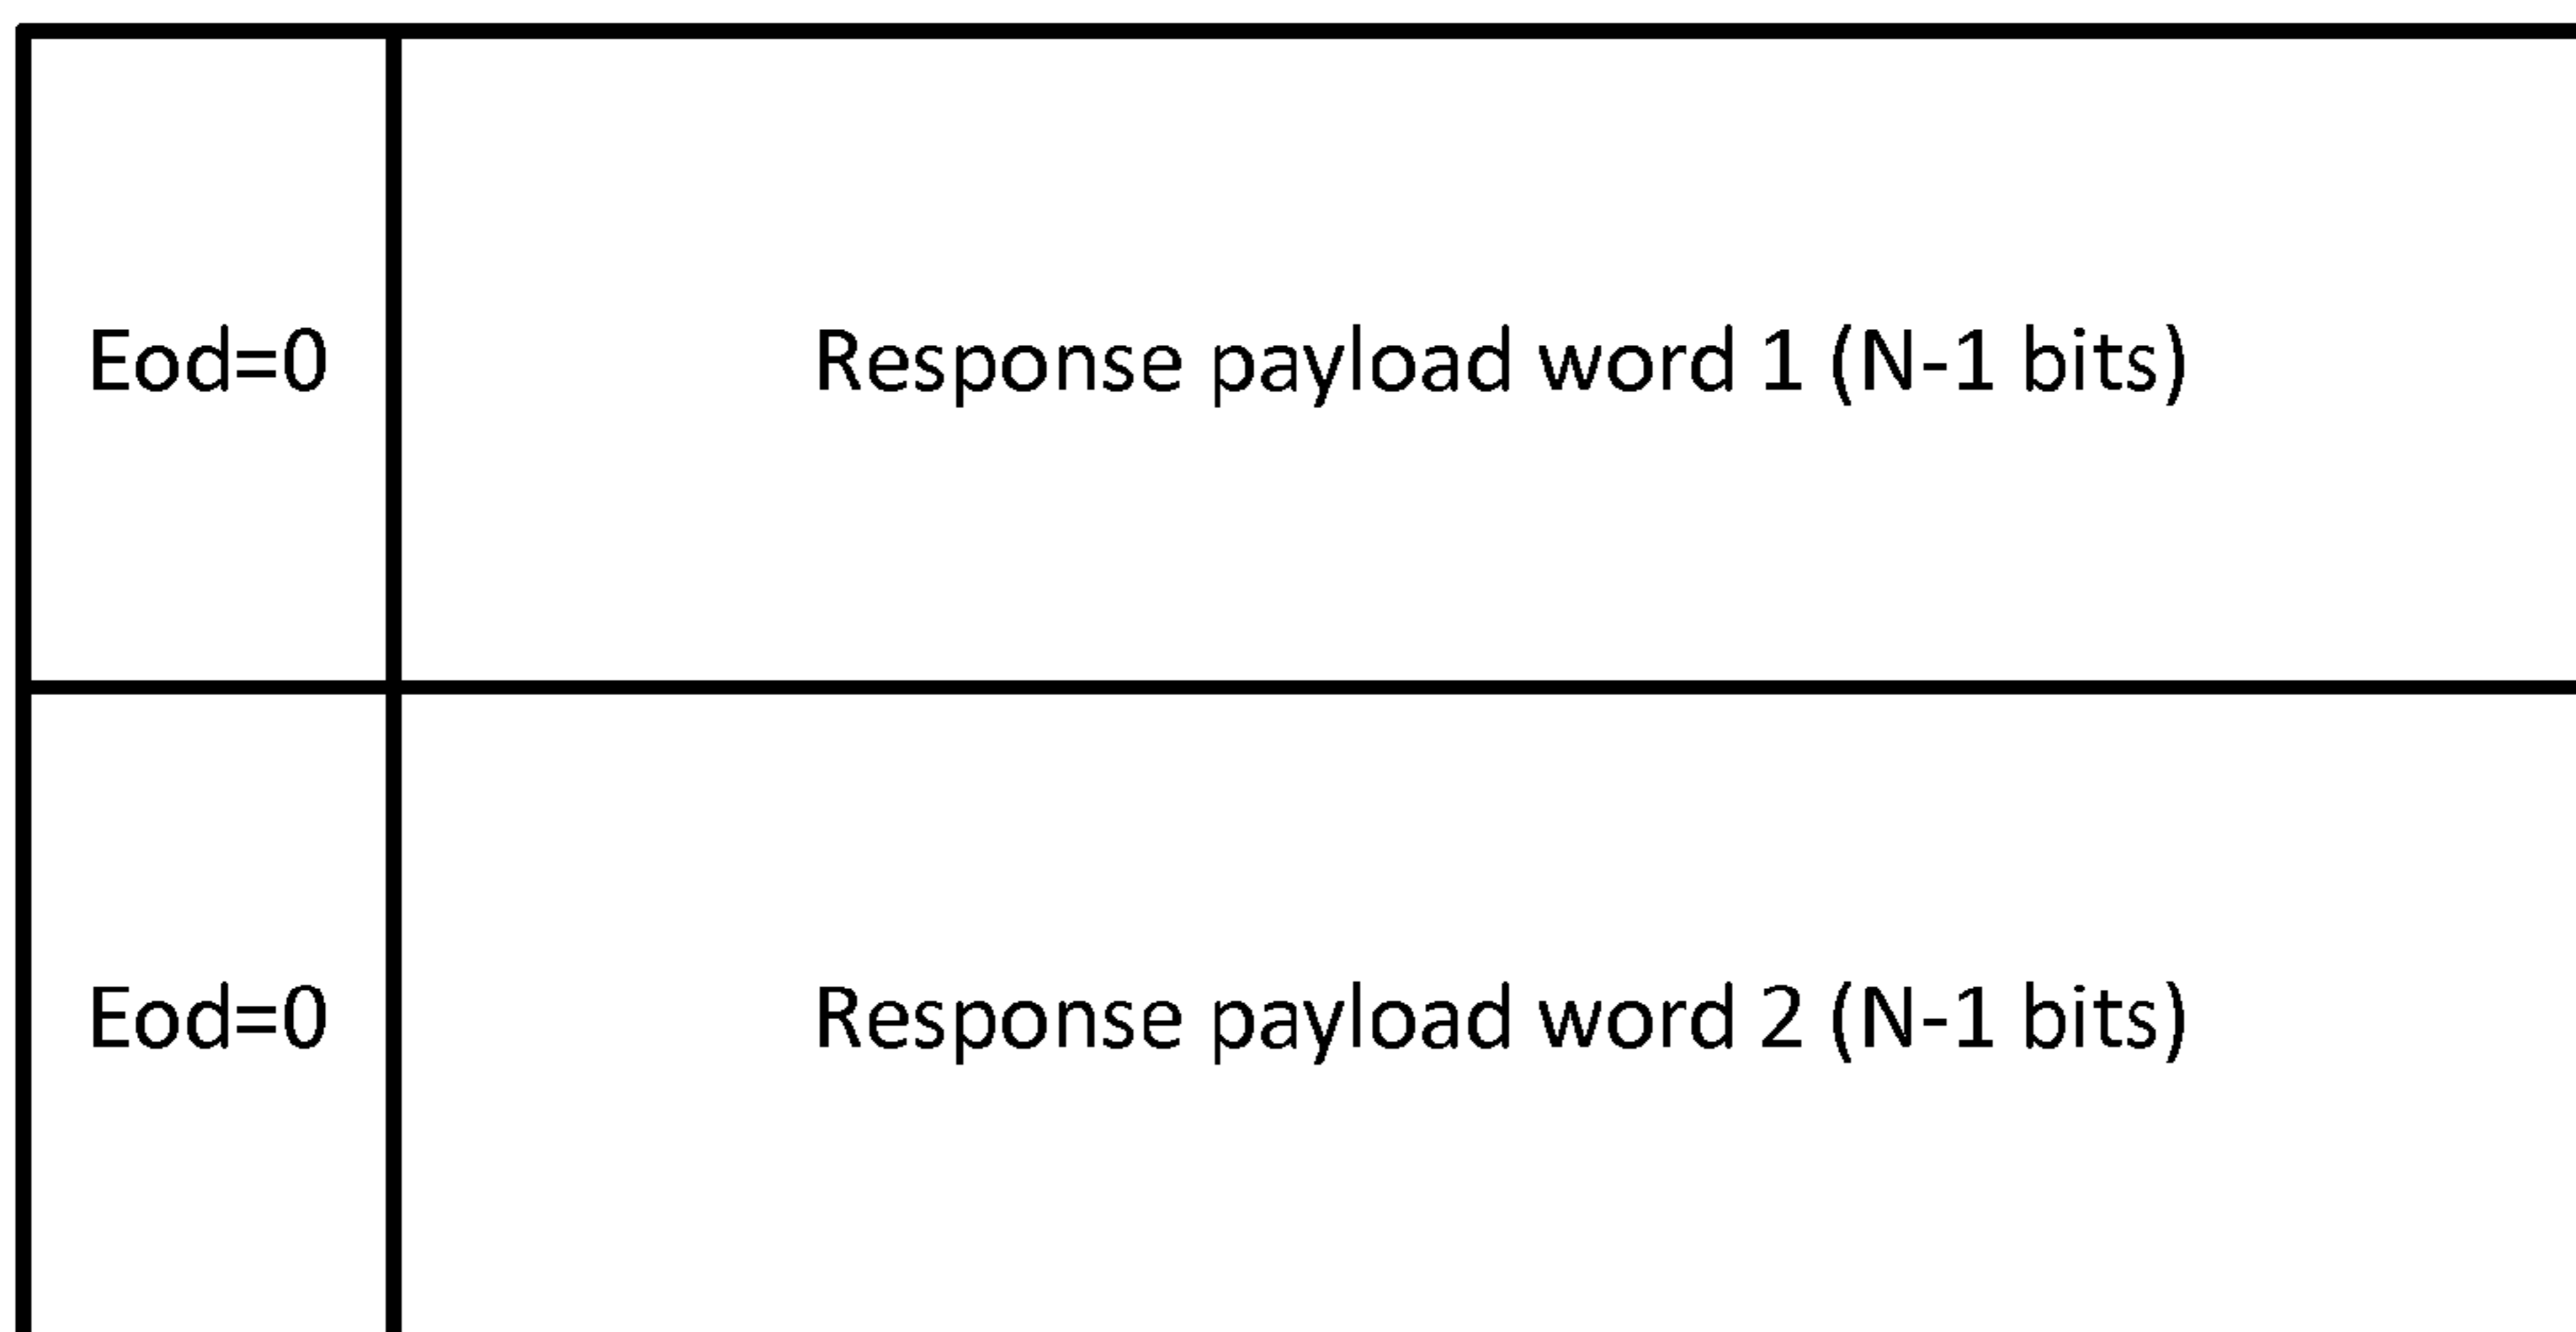 Eod=0
Response payload word 1 (N-1 bits)
Eod=0
Response payload word 2 (N-1 bits)